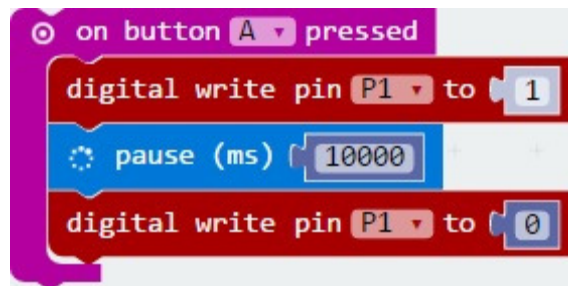 on button A pressed
digital write pin P1 to 1
pause (ms) 10000
digital write pin P1 to 0